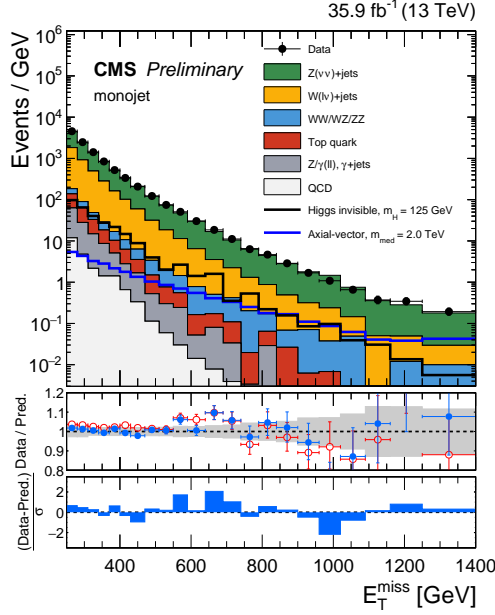 35.9 fb⁻¹ (13 TeV)
Events / GeV
10⁶
10⁵
10⁴
10³
10²
10
1
10⁻¹
10⁻²
CMS Preliminary
monojet
Data
Z(νν)+jets
W(lν)+jets
WW/WZ/ZZ
Top quark
Z/γ(ll), γ+jets
QCD
Higgs invisible, m_H = 125 GeV
Axial-vector, m_med = 2.0 TeV
Data / Pred.
1.2
1.1
1.0
0.9
0.8
(Data-Pred.)
σ
2
0
−2
400 600 800 1000 1200 1400
E_T^miss [GeV]